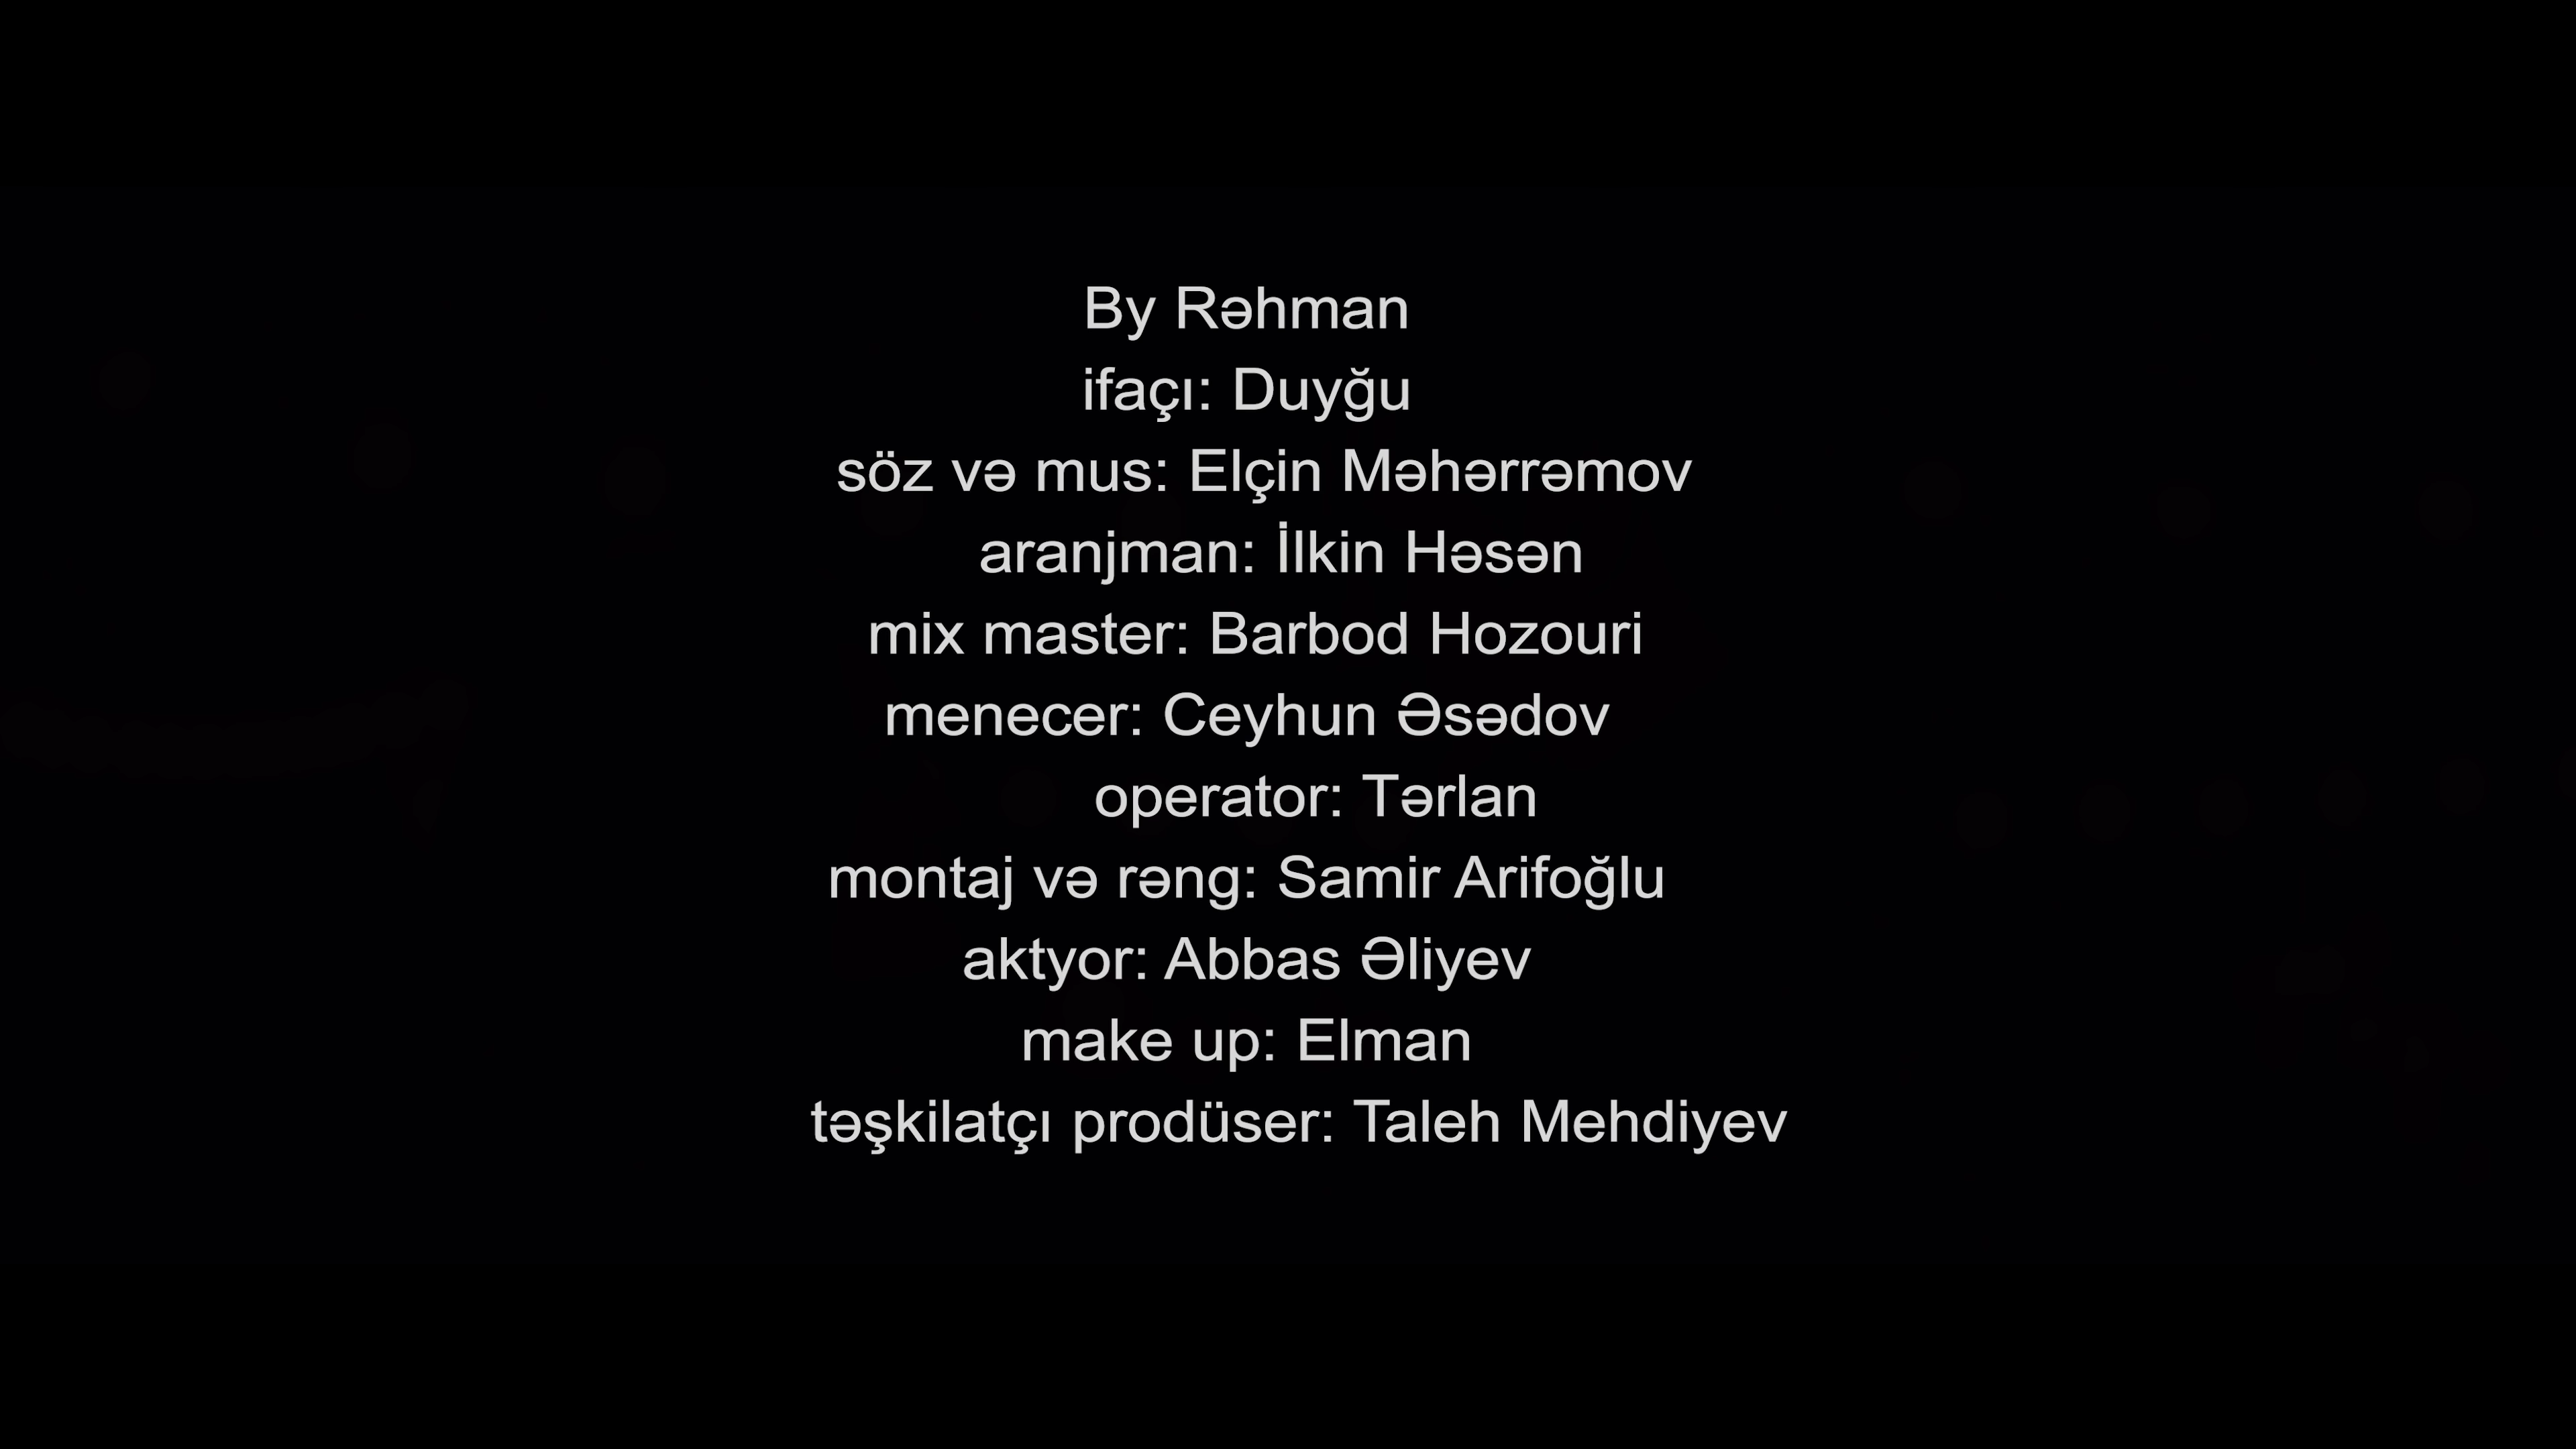 By Rəhman
ifaçı: Duyğu
söz və mus: Elçin Məhərrəmov
aranjman: İlkin Həsən
mix master: Barbod Hozouri
menecer: Ceyhun Əsədov
operator: Tərlan
montaj və rəng: Samir Arifoğlu
aktyor: Abbas Əliyev
make up: Elman
təşkilatçı prodüser: Taleh Mehdiyev